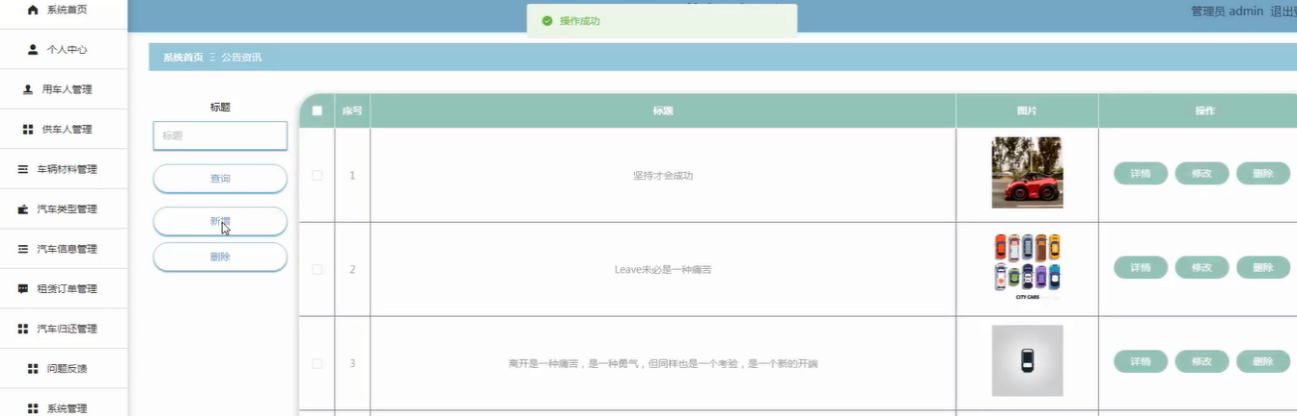 系统首页
个人中心
用车人管理
供车人管理
车辆材料管理
汽车类型管理
汽车信息管理
租赁订单管理
汽车归还管理
问题反馈
系统管理
操作成功
管理员 admin 退出
系统首页 公告资讯
标题
标题
查询
新增
删除
序号 标题 图片 操作
1 坚持才会成功 详情 修改 删除
2 Leave未必是一种痛苦 CITY CARS 详情 修改 删除
3 离开是一种痛苦，是一种勇气，但同样也是一个考验，是一个新的开端 详情 修改 删除